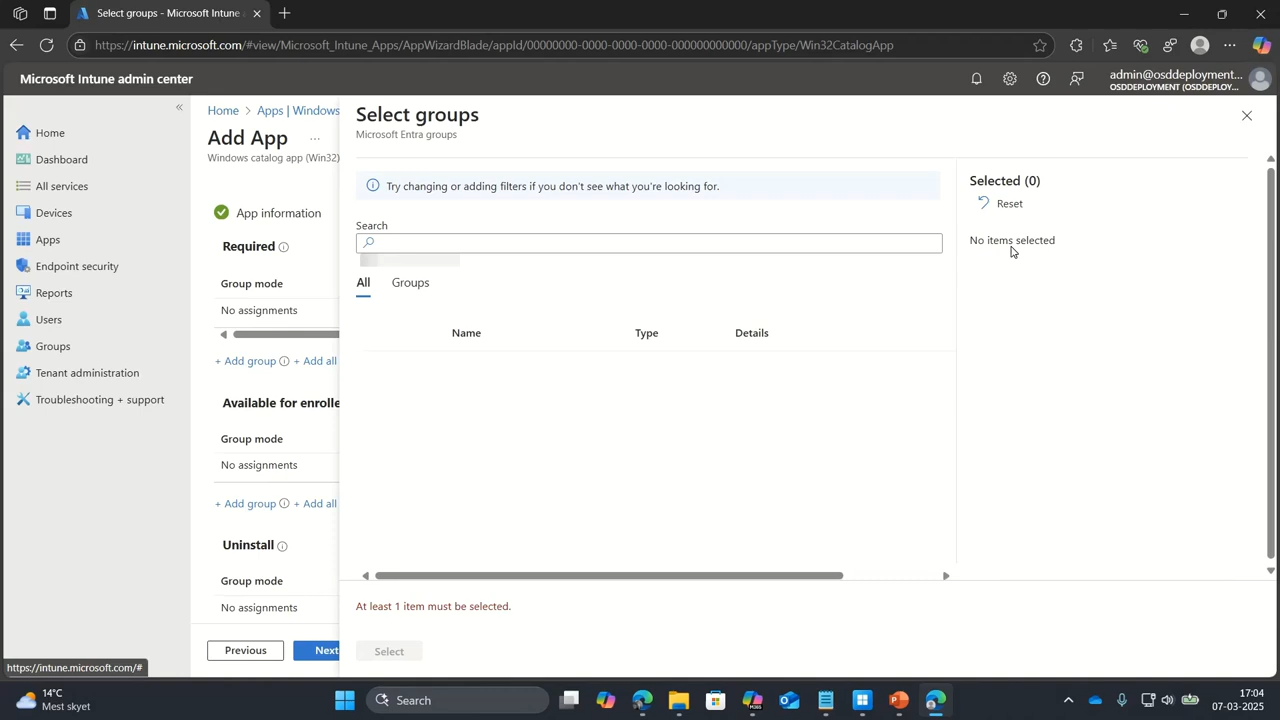 Select groups - Microsoft Intune
https://intune.microsoft.com/#view/Microsoft_Intune_Apps/AppWizardBlade/appId/00000000-0000-0000-0000-000000000000/appType/Win32CatalogApp
Microsoft Intune admin center
admin@osddeployment...
OSDDEPLOYMENT (OSDDEPLOY...
Home
Dashboard
All services
Devices
Apps
Endpoint security
Reports
Users
Groups
Tenant administration
Troubleshooting + support
https://intune.microsoft.com/#
Home > Apps | Windows
Add App ...
Windows catalog app (Win32)
App information
Required
Group mode
No assignments
+ Add group + Add all
Available for enrolle
Group mode
No assignments
+ Add group + Add all
Uninstall
Group mode
No assignments
Previous
Next
Select groups
Microsoft Entra groups
Try changing or adding filters if you don't see what you're looking for.
Search
All Groups
Name Type Details
At least 1 item must be selected.
Select
Selected (0)
Reset
No items selected
14°C
Mest skyet
Search
M365
17:04
07-03-2025